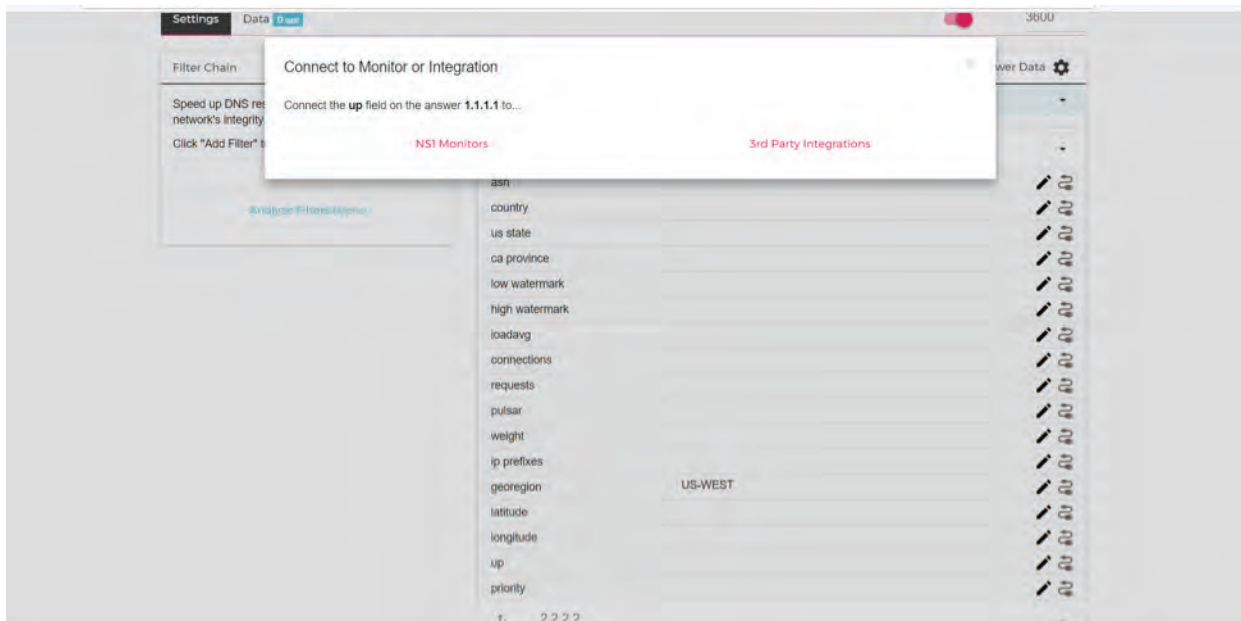 Settings Data
3600
Connect to Monitor or Integration
Connect the up field on the answer 1.1.1.1 to...
NS1 Monitors 3rd Party Integrations
Filter Chain
Speed up DNS res
network's integrity
Click "Add Filter" t
wer Data
asn
country
us state
ca province
low watermark
high watermark
loadavg
connections
requests
pulsar
weight
ip prefixes
georegion US-WEST
latitude
longitude
up
priority
2.2.2.2